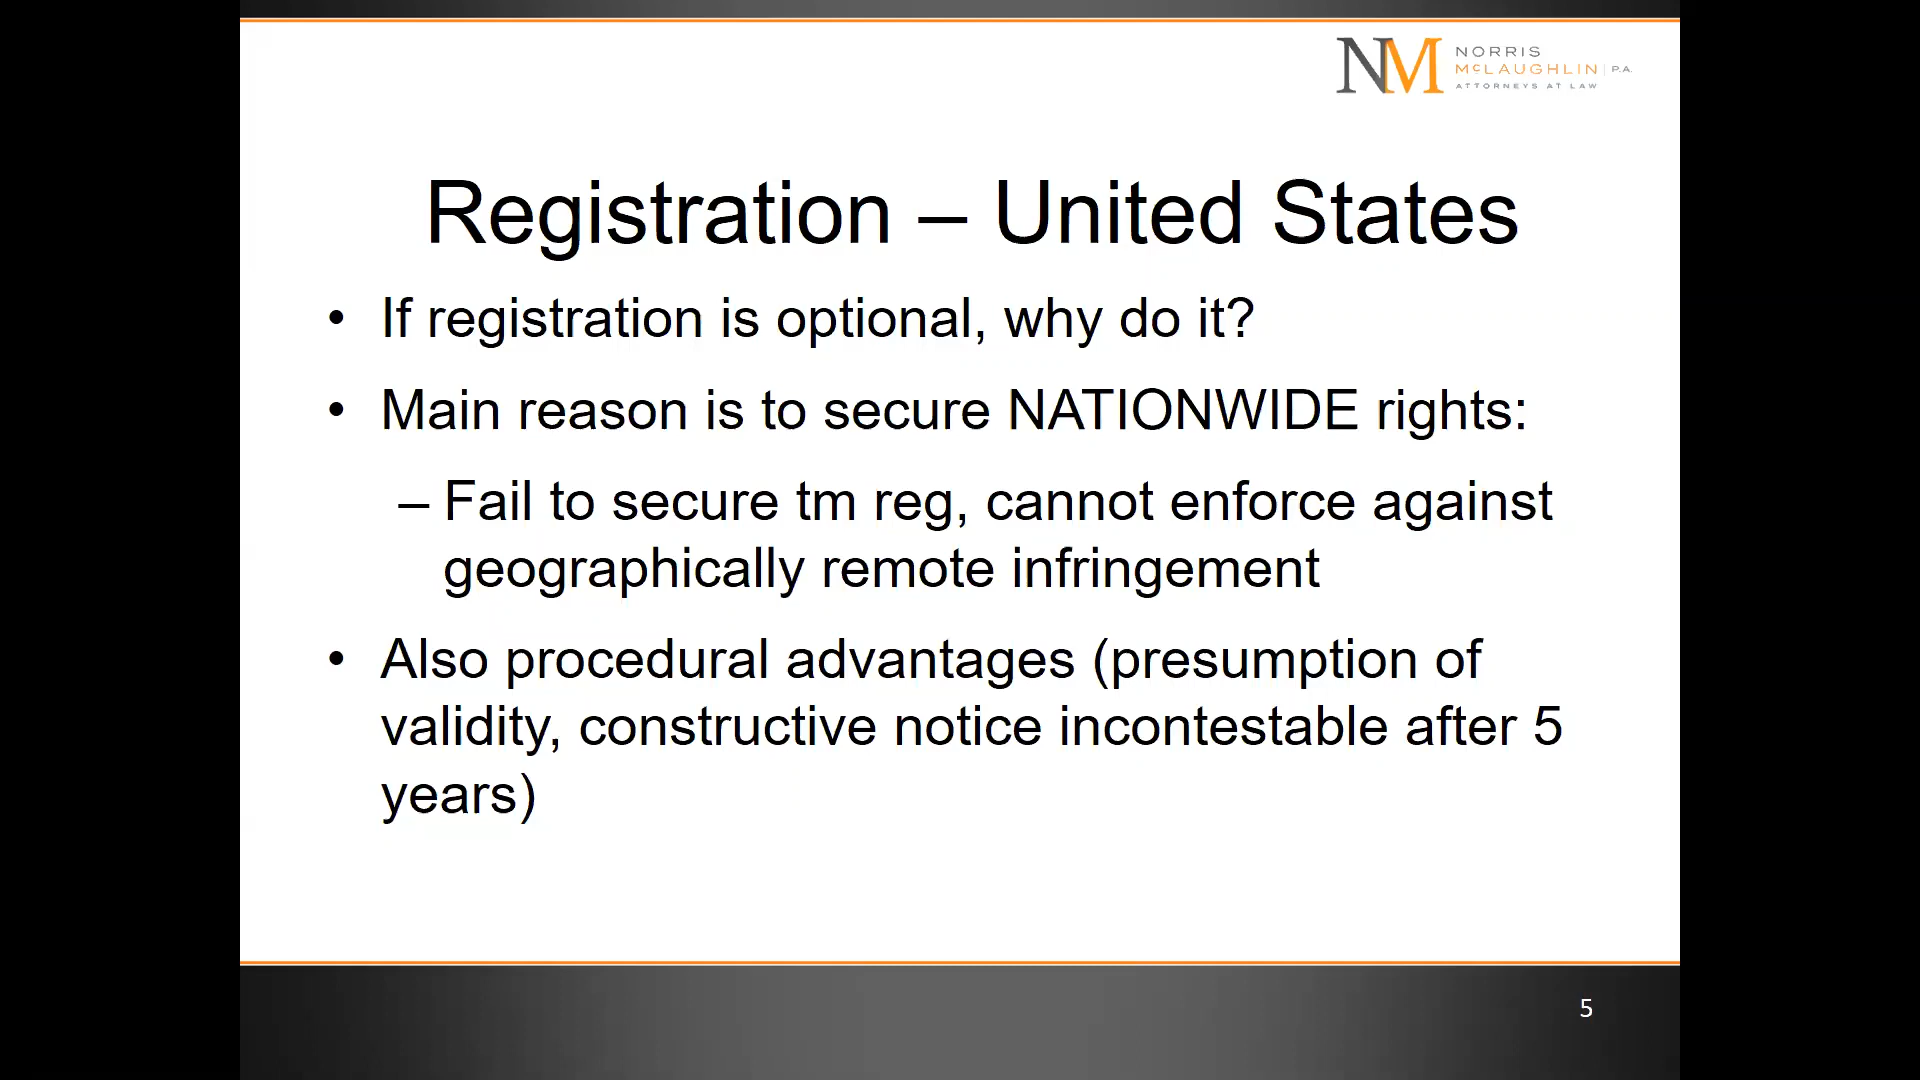 NM NORRIS
McLAUGHLIN | P.A.
ATTORNEYS AT LAW
Registration – United States
• If registration is optional, why do it?
• Main reason is to secure NATIONWIDE rights:
– Fail to secure tm reg, cannot enforce against
geographically remote infringement
• Also procedural advantages (presumption of
validity, constructive notice incontestable after 5
years)
5